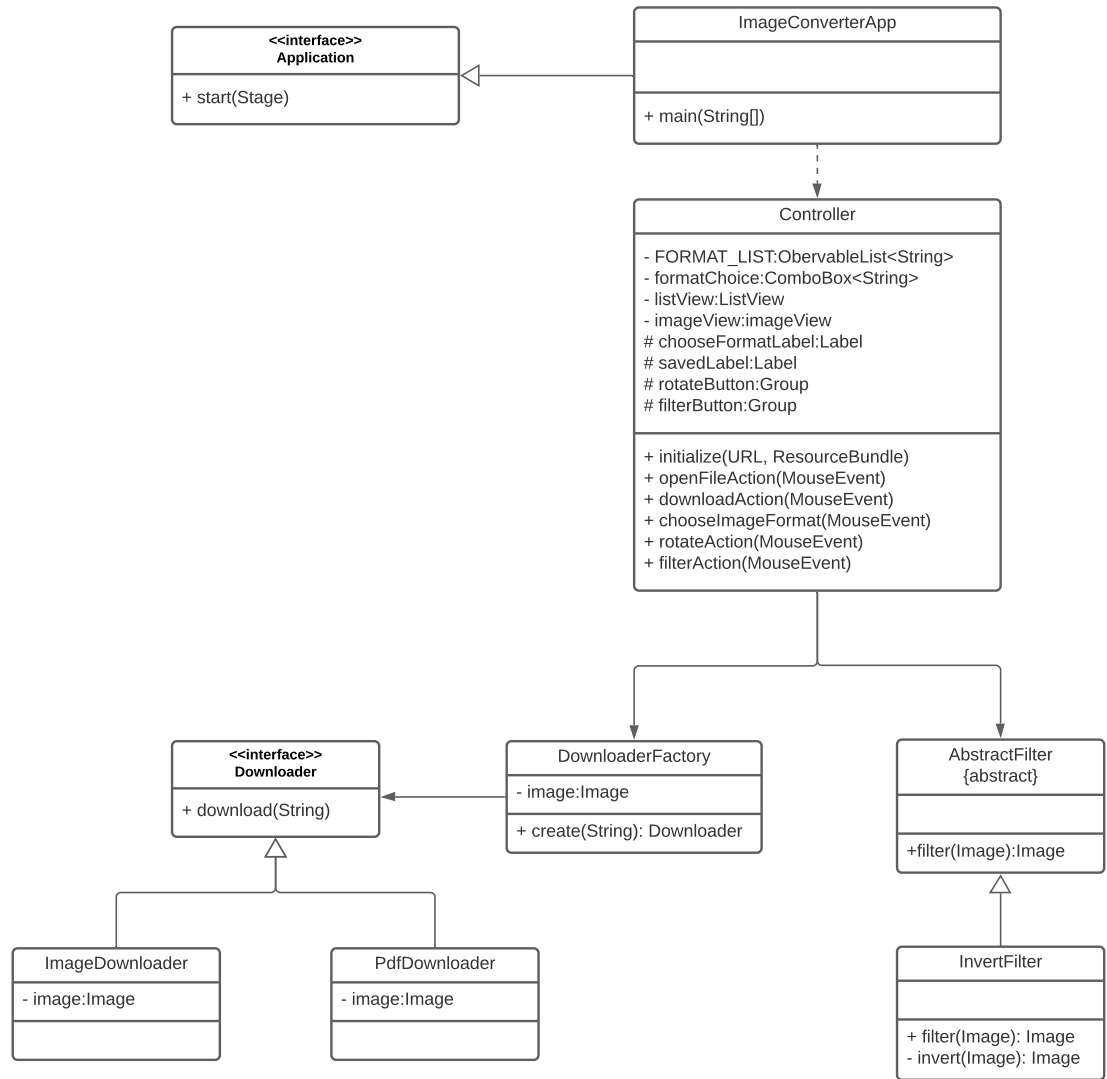 <<interface>>
Application
+ start(Stage)
ImageConverterApp
+ main(String[])
Controller
- FORMAT_LIST:ObervableList<String>
- formatChoice:ComboBox<String>
- listView:ListView
- imageView:imageView
# chooseFormatLabel:Label
# savedLabel:Label
# rotateButton:Group
# filterButton:Group
+ initialize(URL, ResourceBundle)
+ openFileAction(MouseEvent)
+ downloadAction(MouseEvent)
+ chooseImageFormat(MouseEvent)
+ rotateAction(MouseEvent)
+ filterAction(MouseEvent)
<<interface>>
Downloader
+ download(String)
DownloaderFactory
- image:Image
+ create(String): Downloader
AbstractFilter
{abstract}
+filter(Image):Image
ImageDownloader
- image:Image
PdfDownloader
- image:Image
InvertFilter
+ filter(Image): Image
- invert(Image): Image